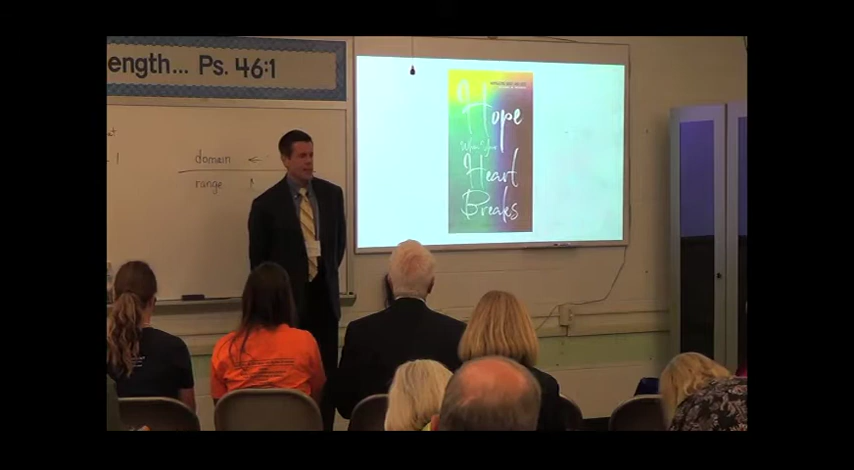 ength... Ps. 46:1
domain
range
Hope
When Your
Heart
Breaks